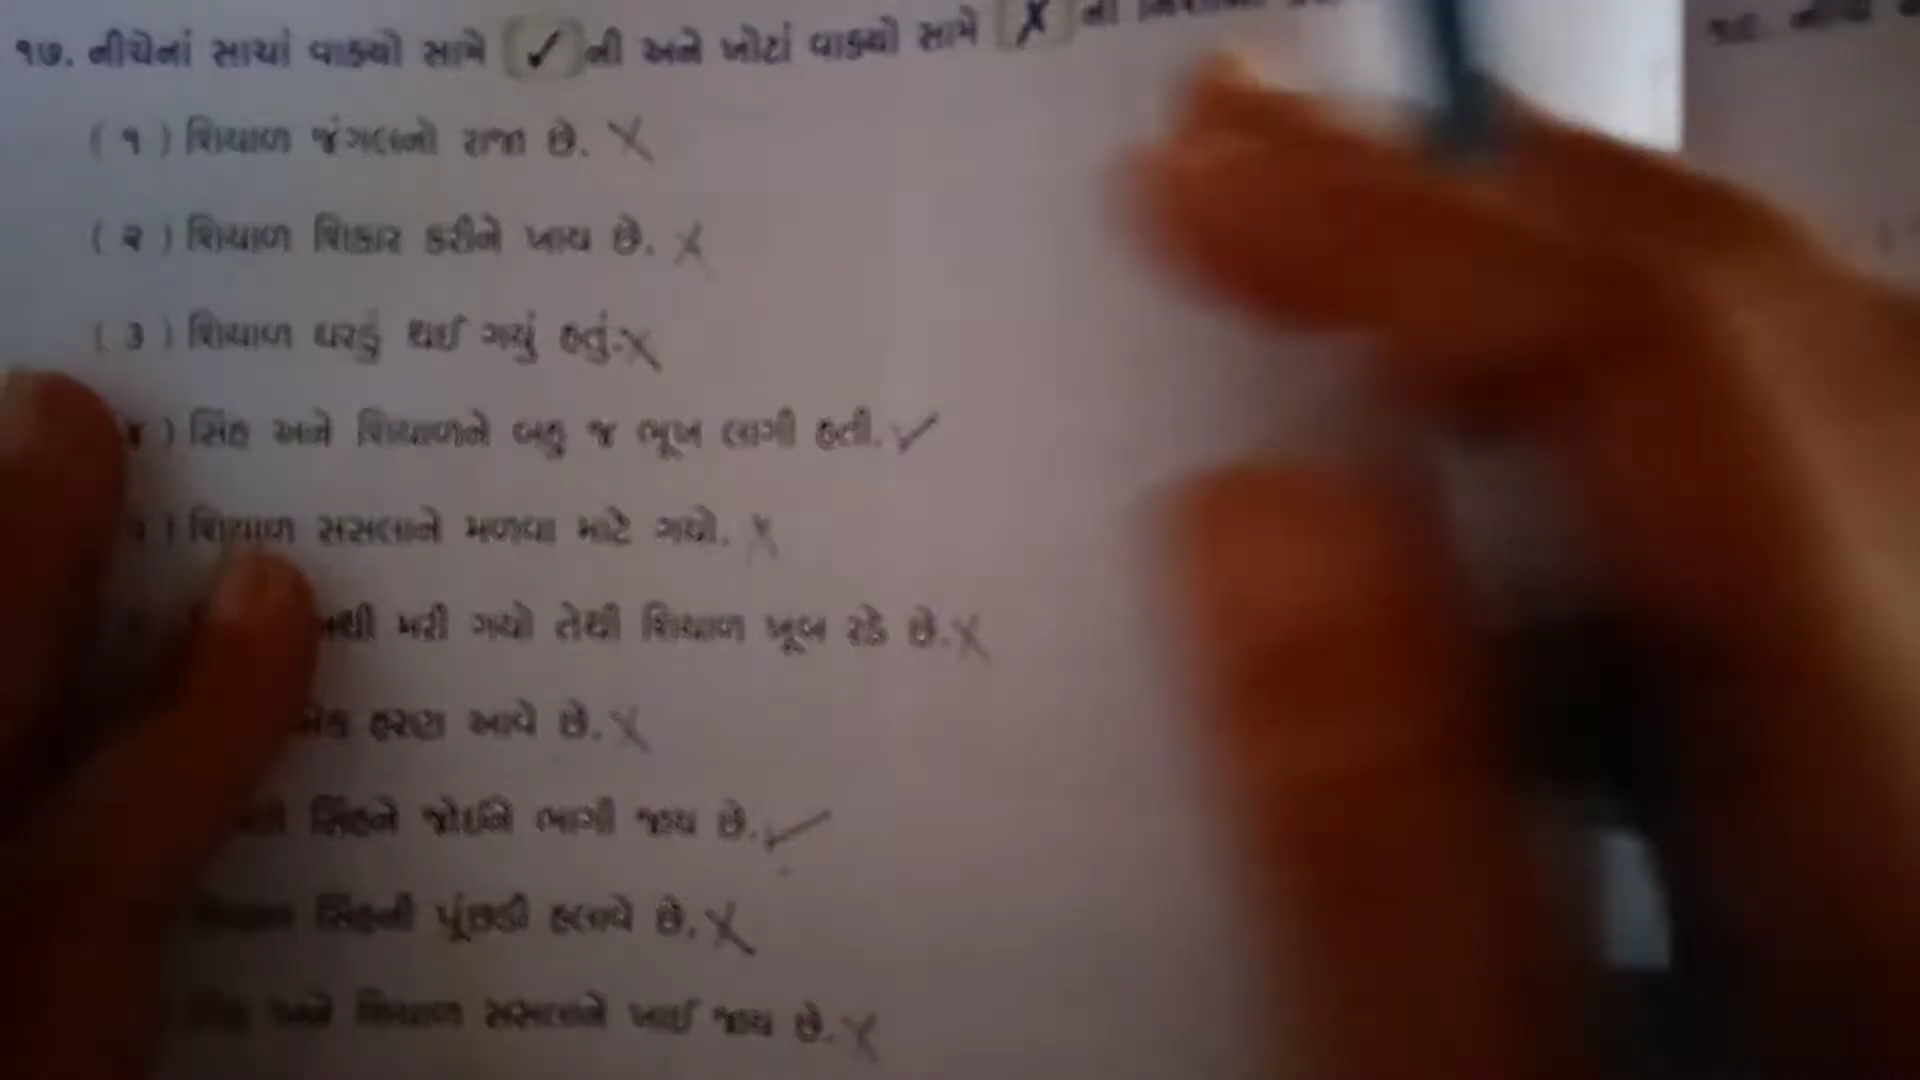 ૧૭. નીચેનાં સાચાં વાક્યો સામે ✓ ની અને ખોટાં વાક્યો સામે ✗ ની
(૧) શિયાળ જંગલનો રાજા છે. ✗
(૨) શિયાળ શિકાર કરીને ખાય છે. ✗
(૩) શિયાળ ઘરડું થઈ ગયું હતું. ✗
) સિંહ અને શિયાળને બહુ જ ભૂખ લાગી હતી. ✓
) શિયાળ સસલાને મળવા માટે ગયો. ✗
મરી ગયો તેથી શિયાળ ખૂબ રડે છે. ✗
હરણ આવે છે. ✗
સિંહને જોઈને ભાગી જાય છે. ✓
સિંહની પૂંછડી હલાવે છે. ✗
અને શિયાળ સસલાને ખાઈ જાય છે. ✗